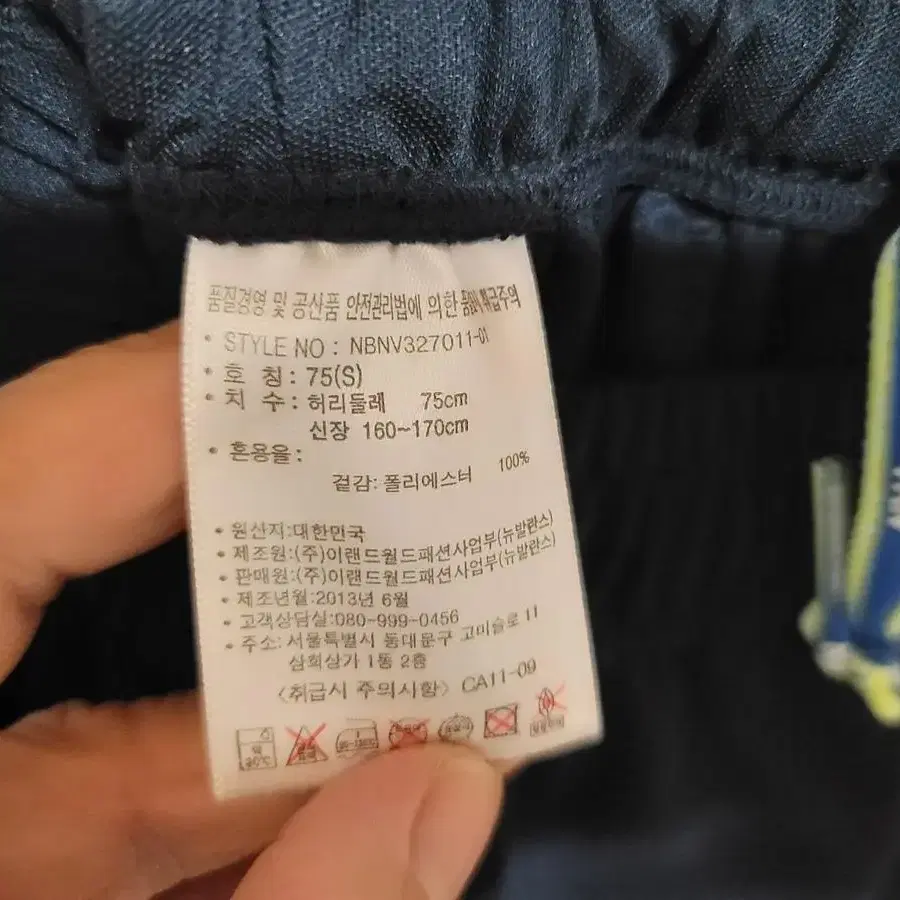 품질경영 및 공산품 안전관리법에 의한 품질표시 취급주의
• STYLE NO : NBNV327011-01
• 호 칭 : 75(S)
• 치 수 : 허리둘레 75cm
신장 160~170cm
• 혼용율 :
겉감: 폴리에스터 100%
• 원산지:대한민국
• 제조원:(주)이랜드월드패션사업부(뉴발란스)
• 판매원:(주)이랜드월드패션사업부(뉴발란스)
• 제조년월:2013년 6월
• 고객상담실:080-999-0456
• 주소: 서울특별시 동대문구 고미술로 11
삼희상가 1동 2층
<취급시 주의사항> CA11-09